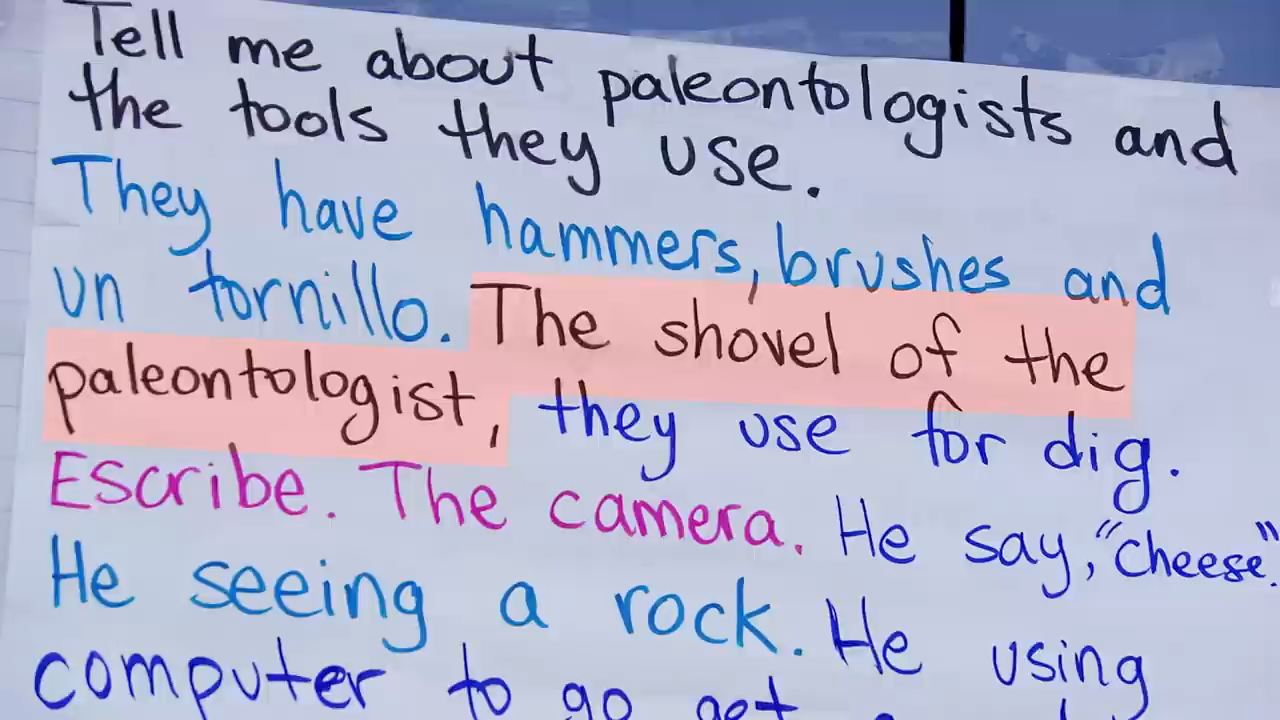 Tell me about paleontologists and
the tools they use.
They have hammers, brushes and
un tornillo. The shovel of the
paleontologist, they use for dig.
Escribe. The camera. He say, "Cheese".
He seeing a rock. He using
computer to go get a